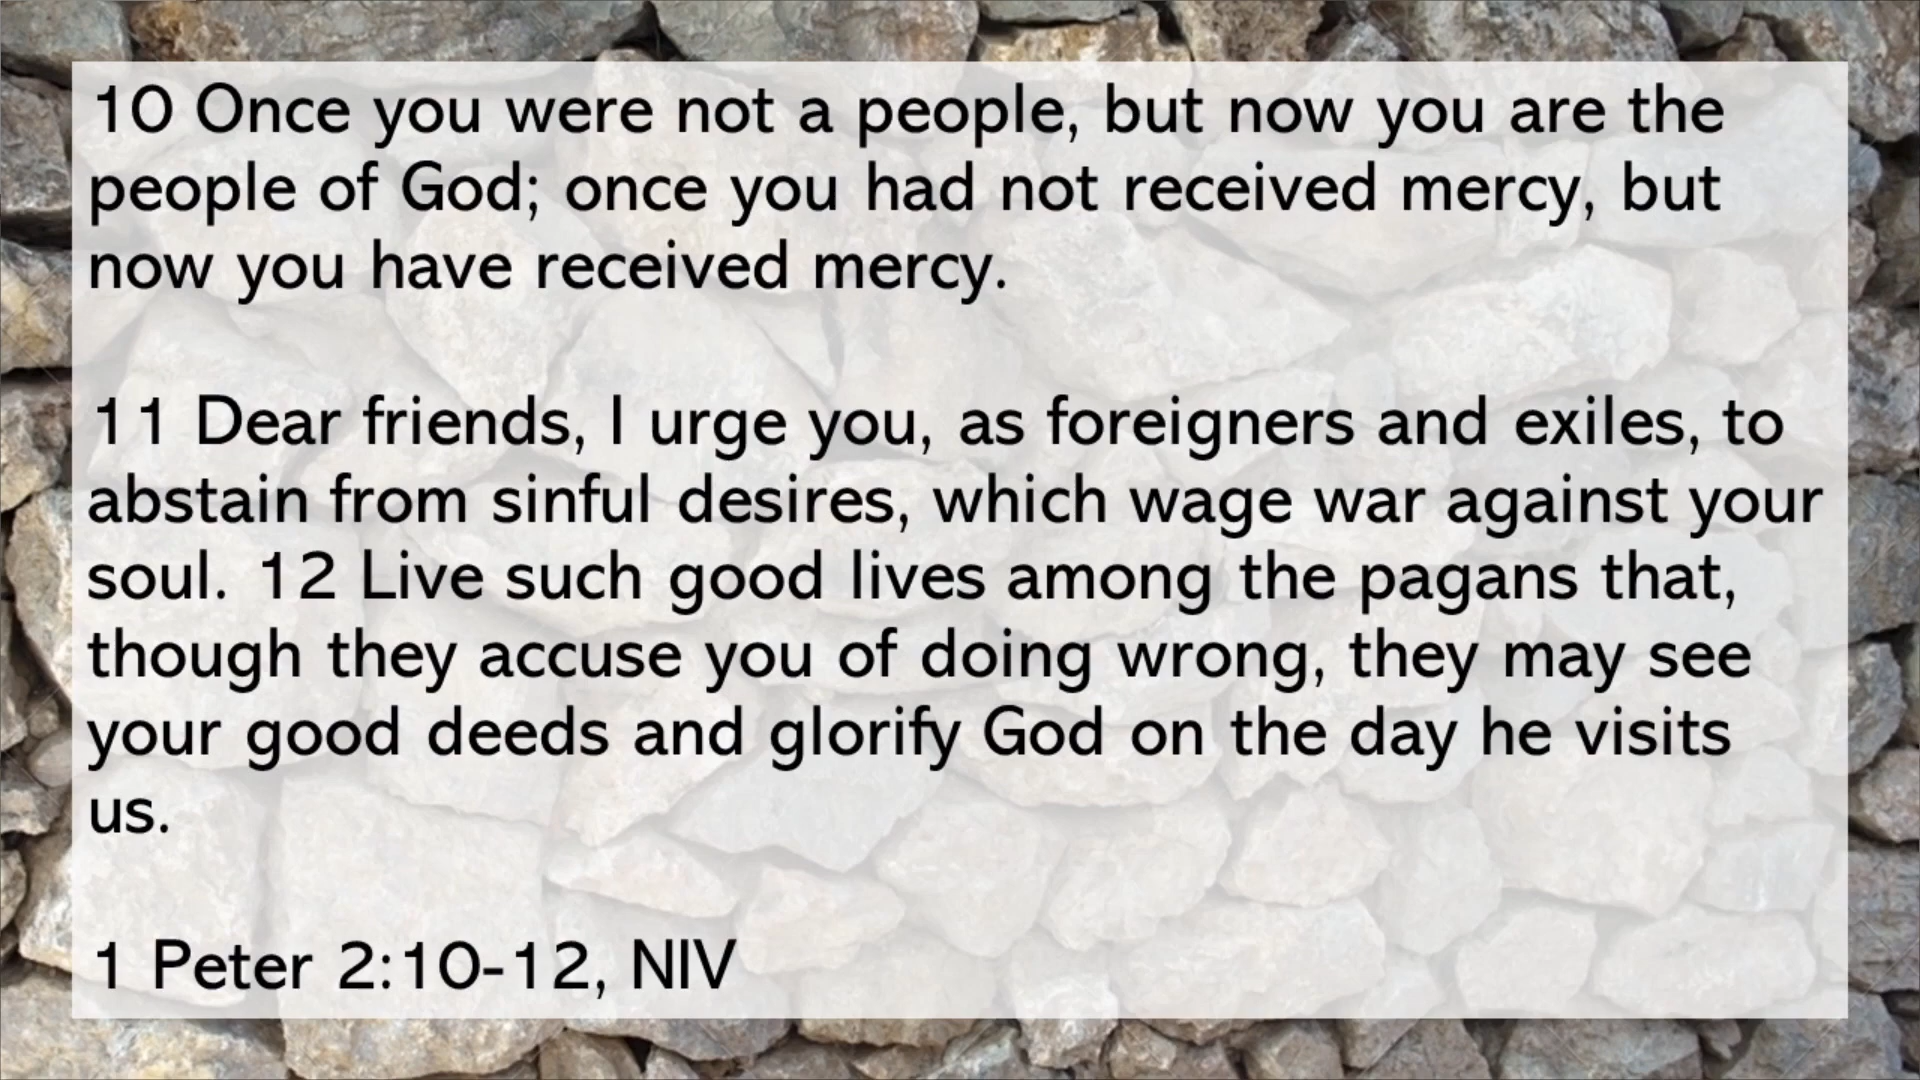 10 Once you were not a people, but now you are the
people of God; once you had not received mercy, but
now you have received mercy.
11 Dear friends, I urge you, as foreigners and exiles, to
abstain from sinful desires, which wage war against your
soul. 12 Live such good lives among the pagans that,
though they accuse you of doing wrong, they may see
your good deeds and glorify God on the day he visits
us.
1 Peter 2:10-12, NIV